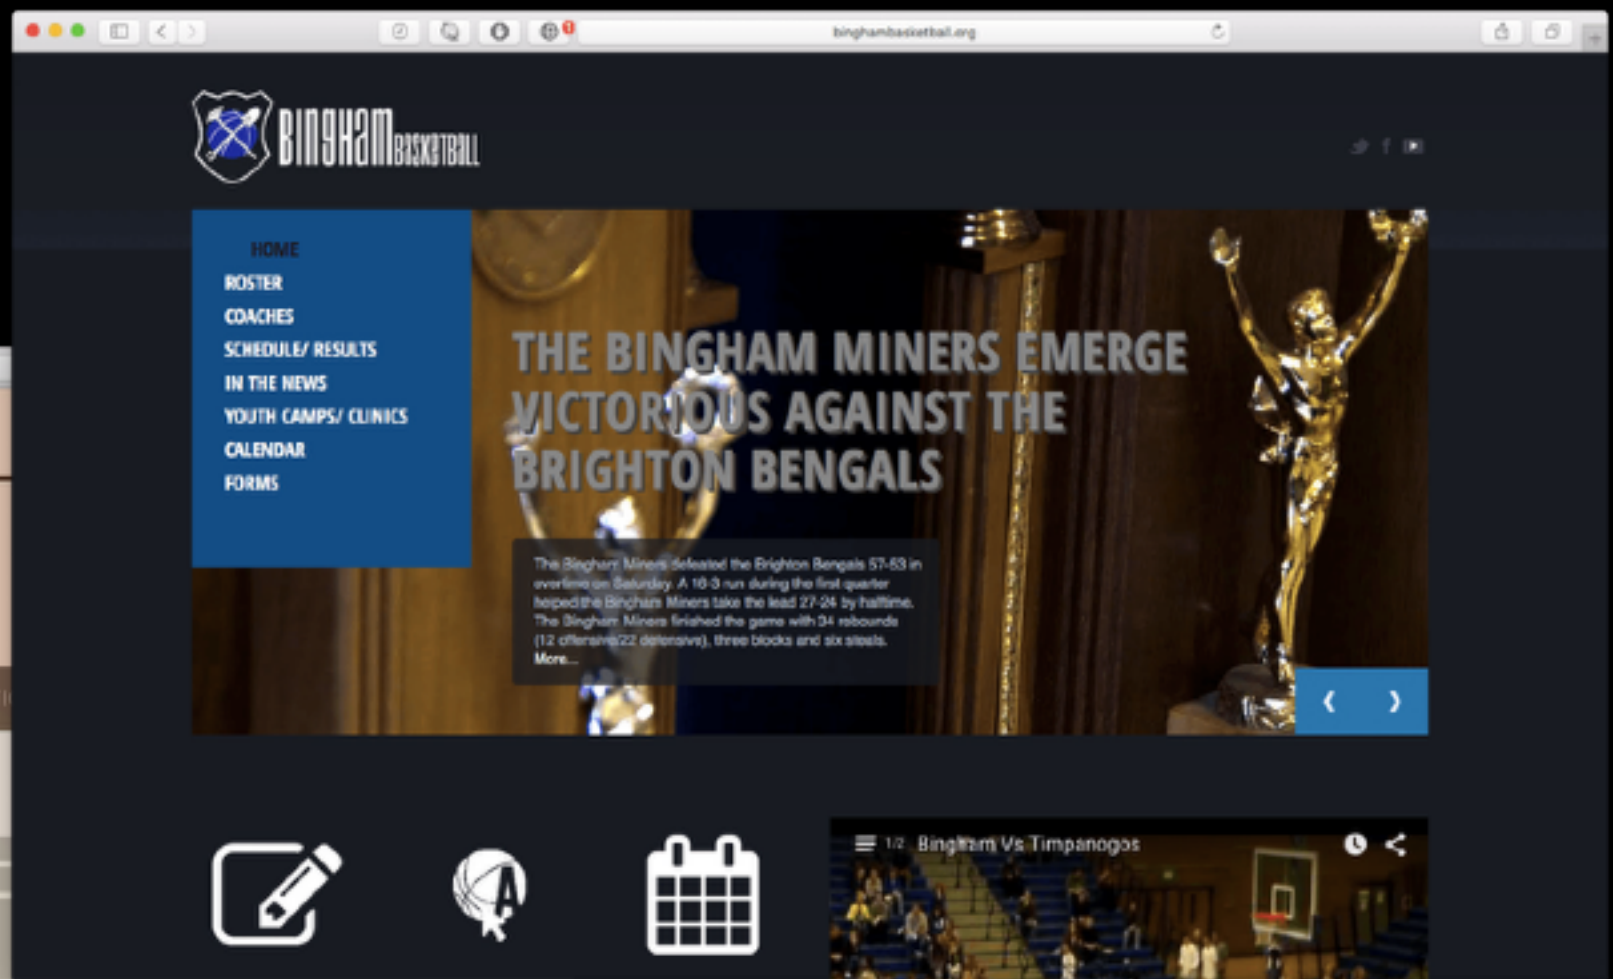 1
binghambasketball.org
BINGHAM BASKETBALL
HOME
ROSTER
COACHES
SCHEDULE/ RESULTS
IN THE NEWS
YOUTH CAMPS/ CLINICS
CALENDAR
FORMS
THE BINGHAM MINERS EMERGE
VICTORIOUS AGAINST THE
BRIGHTON BENGALS
The Bingham Miners defeated the Brighton Bengals 57-53 in
overtime on Saturday. A 16-3 run during the first quarter
helped the Bingham Miners take the lead 27-24 by halftime.
The Bingham Miners finished the game with 34 rebounds
(12 offensive/22 defensive), three blocks and six steals.
More...
1/2 Bingham Vs Timpanogos
A